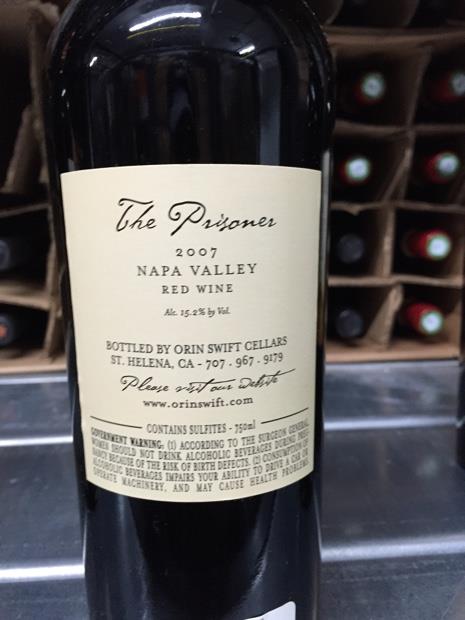 The Prisoner
2007
NAPA VALLEY
RED WINE
Alc. 15.2% by Vol.
BOTTLED BY ORIN SWIFT CELLARS
ST. HELENA, CA - 707 . 967 . 9179
Please visit our website
www.orinswift.com
CONTAINS SULFITES - 750ml
GOVERNMENT WARNING: (1) ACCORDING TO THE SURGEON GENERAL,
WOMEN SHOULD NOT DRINK ALCOHOLIC BEVERAGES DURING PREG-
NANCY BECAUSE OF THE RISK OF BIRTH DEFECTS. (2) CONSUMPTION OF
ALCOHOLIC BEVERAGES IMPAIRS YOUR ABILITY TO DRIVE A CAR OR
OPERATE MACHINERY, AND MAY CAUSE HEALTH PROBLEMS.